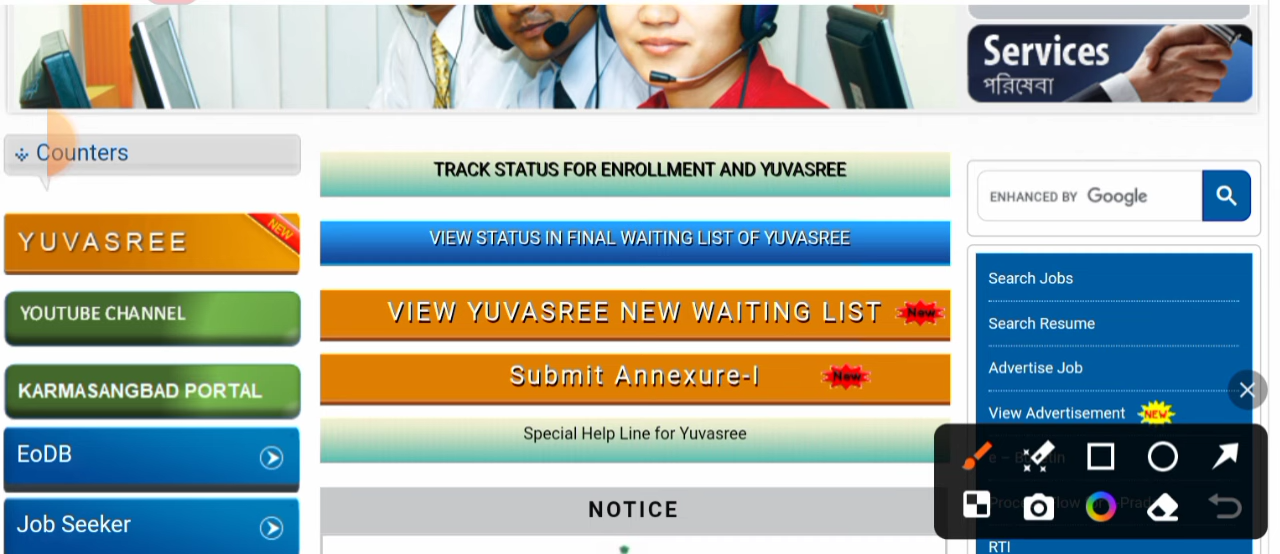 Services
পরিষেবা
Counters
YUVASREE
NEW
YOUTUBE CHANNEL
KARMASANGBAD PORTAL
EoDB
Job Seeker
TRACK STATUS FOR ENROLLMENT AND YUVASREE
VIEW STATUS IN FINAL WAITING LIST OF YUVASREE
VIEW YUVASREE NEW WAITING LIST New
Submit Annexure-I New
Special Help Line for Yuvasree
NOTICE
ENHANCED BY Google
Search Jobs
Search Resume
Advertise Job
View Advertisement NEW
RTI